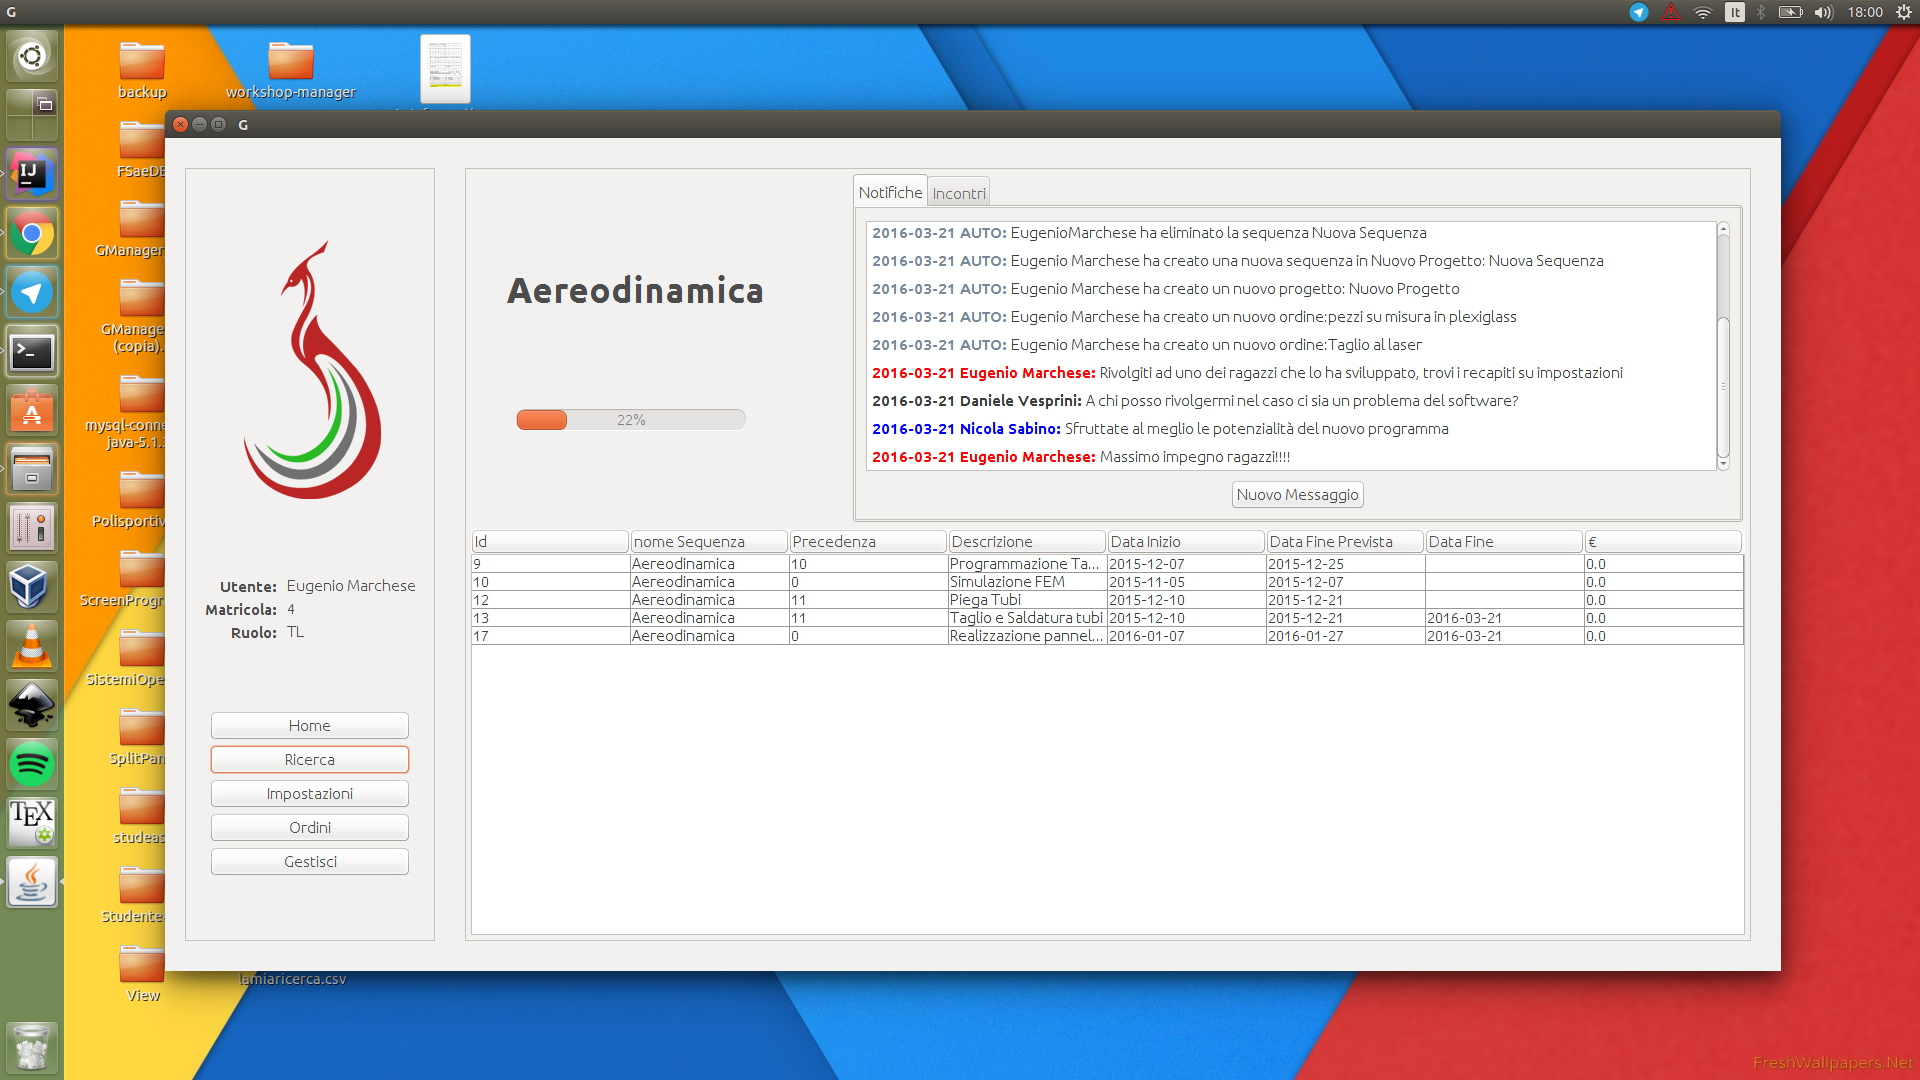 G
It
18:00
backup
workshop-manager
G
FSaeDB
GManager
GManage
(copia).
mysql-conne
java-5.1.3
Polisportiv
ScreenProgr
SistemiOpe
SplitPan
studeas
Studente
View
lamiaricerca.csv
Aereodinamica
22%
Notifiche
Incontri
2016-03-21 AUTO: EugenioMarchese ha eliminato la sequenza Nuova Sequenza
2016-03-21 AUTO: Eugenio Marchese ha creato una nuova sequenza in Nuovo Progetto: Nuova Sequenza
2016-03-21 AUTO: Eugenio Marchese ha creato un nuovo progetto: Nuovo Progetto
2016-03-21 AUTO: Eugenio Marchese ha creato un nuovo ordine:pezzi su misura in plexiglass
2016-03-21 AUTO: Eugenio Marchese ha creato un nuovo ordine:Taglio al laser
2016-03-21 Eugenio Marchese: Rivolgiti ad uno dei ragazzi che lo ha sviluppato, trovi i recapiti su impostazioni
2016-03-21 Daniele Vesprini: A chi posso rivolgermi nel caso ci sia un problema del software?
2016-03-21 Nicola Sabino: Sfruttate al meglio le potenzialità del nuovo programma
2016-03-21 Eugenio Marchese: Massimo impegno ragazzi!!!!
Nuovo Messaggio
Utente: Eugenio Marchese
Matricola: 4
Ruolo: TL
Home
Ricerca
Impostazioni
Ordini
Gestisci
Id nome Sequenza Precedenza Descrizione Data Inizio Data Fine Prevista Data Fine €
9 Aereodinamica 10 Programmazione Ta... 2015-12-07 2015-12-25 0.0
10 Aereodinamica 0 Simulazione FEM 2015-11-05 2015-12-07 0.0
12 Aereodinamica 11 Piega Tubi 2015-12-10 2015-12-21 0.0
13 Aereodinamica 11 Taglio e Saldatura tubi 2015-12-10 2015-12-21 2016-03-21 0.0
17 Aereodinamica 0 Realizzazione pannel... 2016-01-07 2016-01-27 2016-03-21 0.0
IJ
TEX
FreshWallpapers.Net